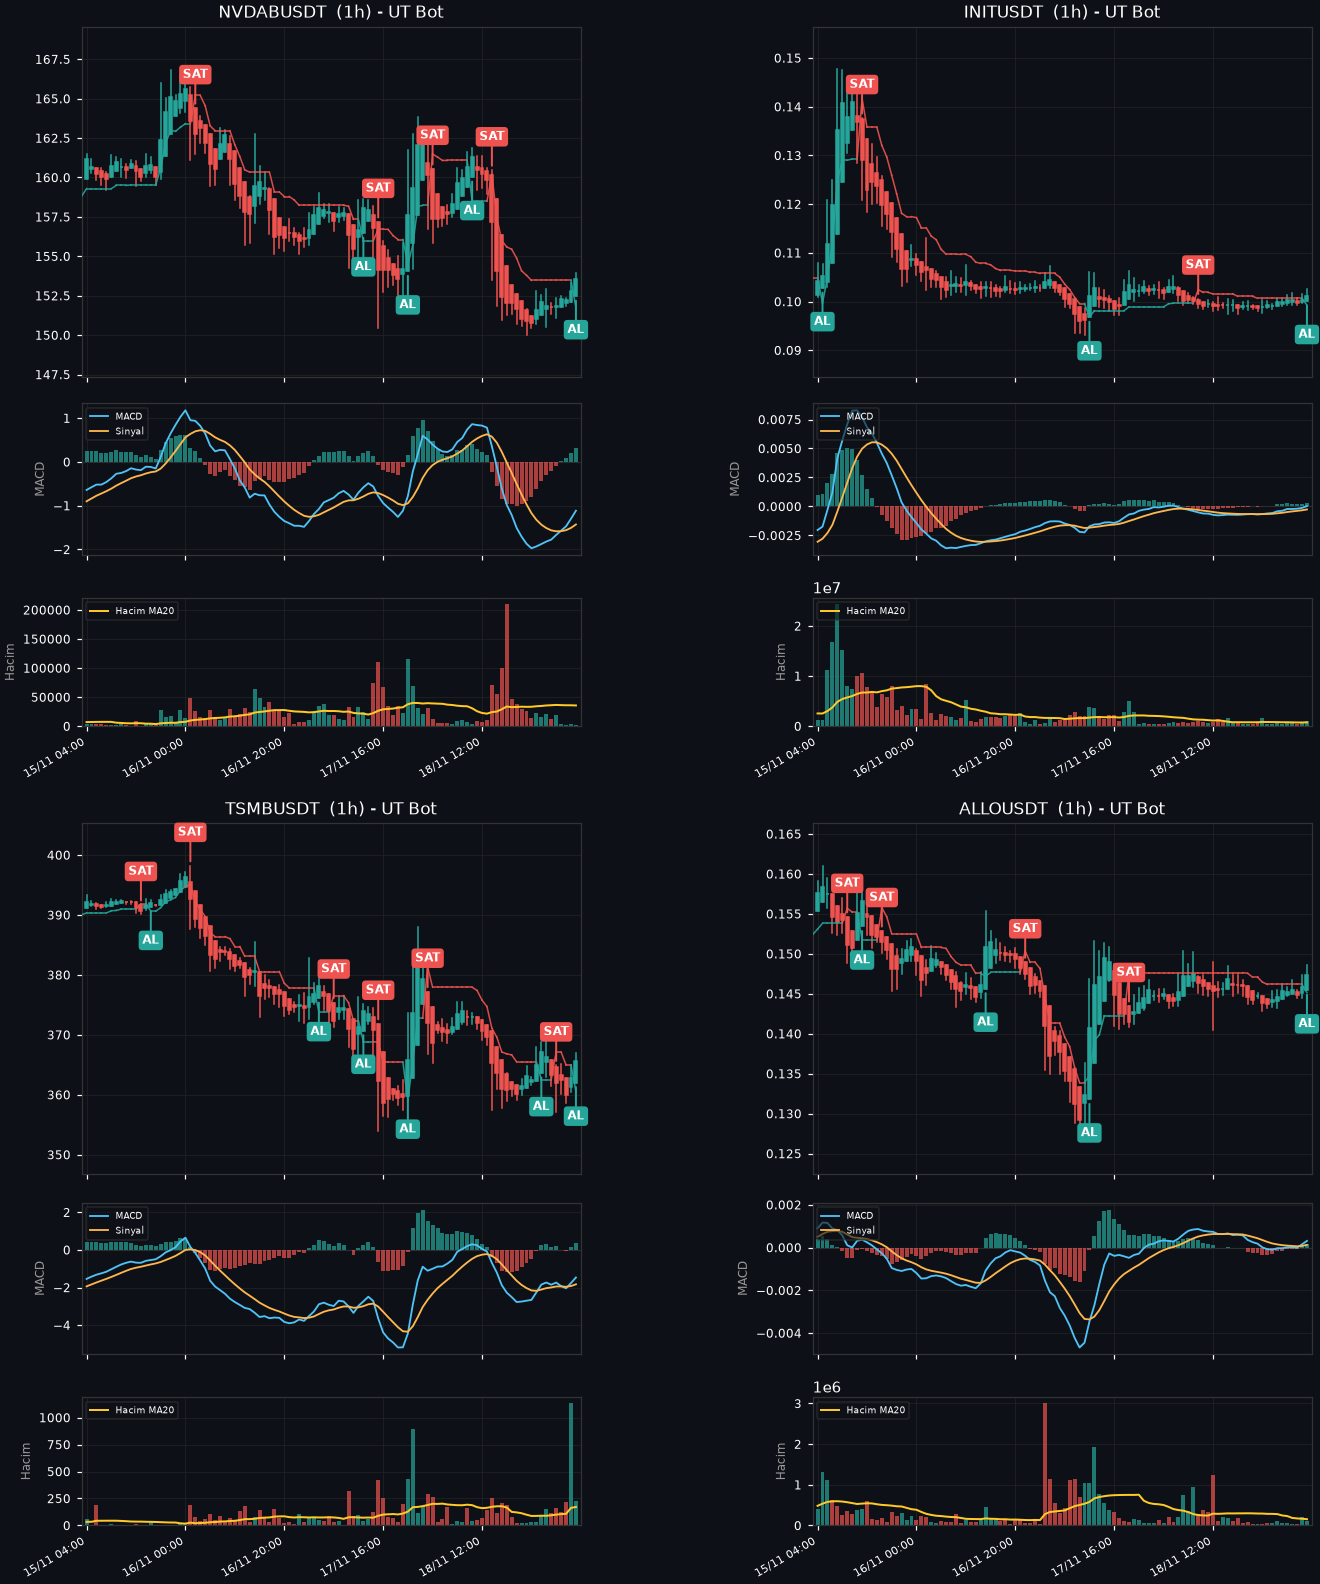 NVDABUSDT  (1h) - UT Bot
167.5
165.0
162.5
160.0
157.5
155.0
152.5
150.0
147.5
SAT
SAT
SAT
SAT
AL
AL
AL
AL
MACD
Sinyal
MACD
1
0
−1
−2
Hacim MA20
Hacim
200000
150000
100000
50000
0
15/11 04:00
16/11 00:00
16/11 20:00
17/11 16:00
18/11 12:00
INITUSDT  (1h) - UT Bot
0.15
0.14
0.13
0.12
0.11
0.10
0.09
SAT
SAT
AL
AL
AL
MACD
Sinyal
MACD
0.0075
0.0050
0.0025
0.0000
−0.0025
1e7
Hacim MA20
Hacim
2
1
0
15/11 04:00
16/11 00:00
16/11 20:00
17/11 16:00
18/11 12:00
TSMBUSDT  (1h) - UT Bot
400
390
380
370
360
350
SAT
SAT
SAT
SAT
SAT
SAT
AL
AL
AL
AL
AL
AL
MACD
Sinyal
MACD
2
0
−2
−4
Hacim MA20
Hacim
1000
750
500
250
0
15/11 04:00
16/11 00:00
16/11 20:00
17/11 16:00
18/11 12:00
ALLOUSDT  (1h) - UT Bot
0.165
0.160
0.155
0.150
0.145
0.140
0.135
0.130
0.125
SAT
SAT
SAT
SAT
AL
AL
AL
AL
MACD
Sinyal
MACD
0.002
0.000
−0.002
−0.004
1e6
Hacim MA20
Hacim
3
2
1
0
15/11 04:00
16/11 00:00
16/11 20:00
17/11 16:00
18/11 12:00